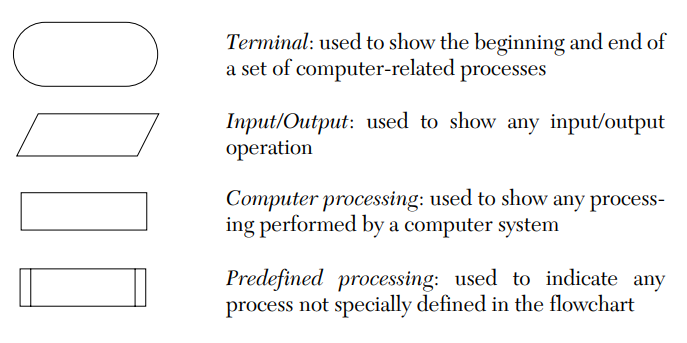 Terminal: used to show the beginning and end of
a set of computer-related processes
Input/Output: used to show any input/output
operation
Computer processing: used to show any process-
ing performed by a computer system
Predefined processing: used to indicate any
process not specially defined in the flowchart